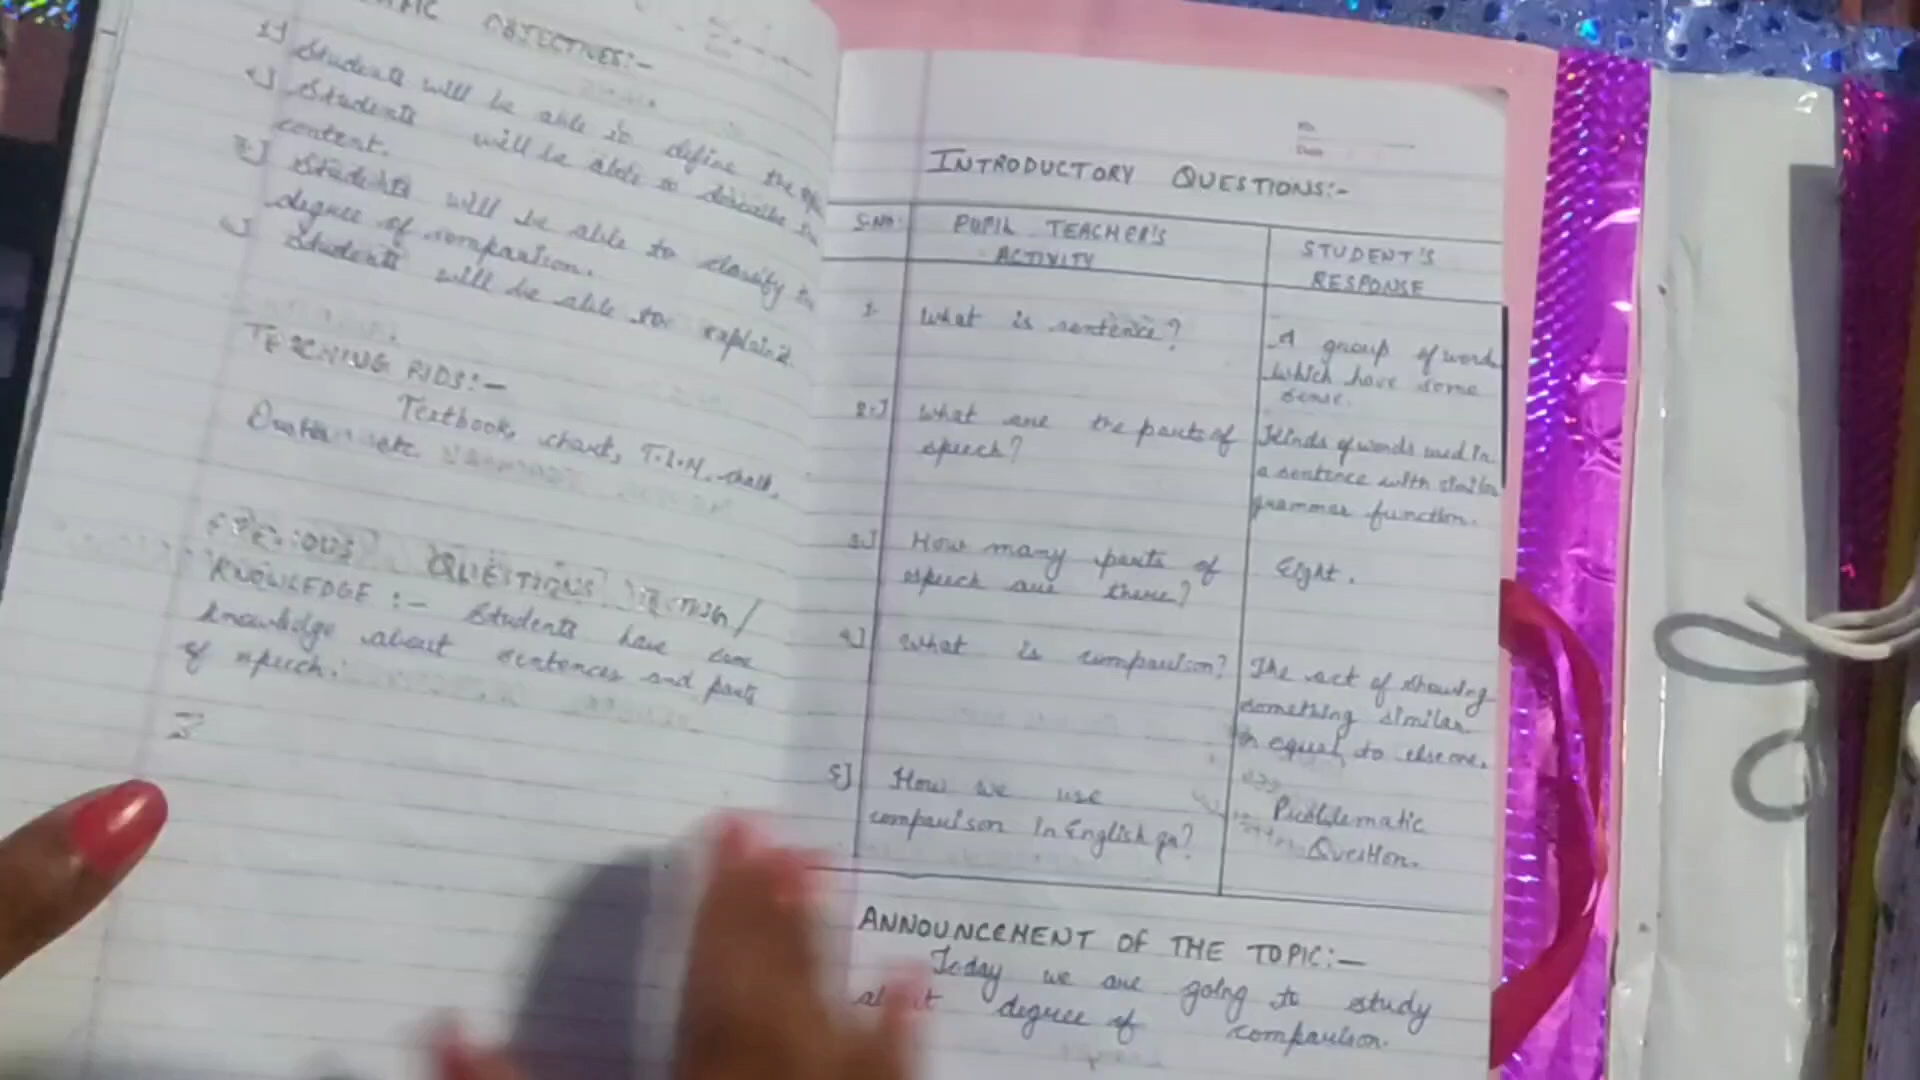 OBJECTIVES:-
1.] Students will be able to define the
2.] Students will be able to describe the
content.
3.] Students will be able to classify the
degree of comparison.
4.] Students will be able to explain it.
TEACHING AIDS:-
Textbook, chart, T.L.M, chalk,
Duster etc.
QUESTIONS
KNOWLEDGE :- Students have some
knowledge about sentences and parts
of speech.
INTRODUCTORY QUESTIONS:-
S.NO. PUPIL TEACHER'S
ACTIVITY
STUDENT'S
RESPONSE
1. What is sentence?
A group of words
which have some
sense.
2.] What are the parts of
speech?
Kinds of words used in
a sentence with similar
grammar function.
3.] How many parts of
speech are there?
Eight.
4.] What is comparison?
The act of showing
something similar
or equal to else one.
5.] How we use
comparison in English gr?
Problematic
Question.
ANNOUNCEMENT OF THE TOPIC:-
Today we are going to study
about degree of comparison.